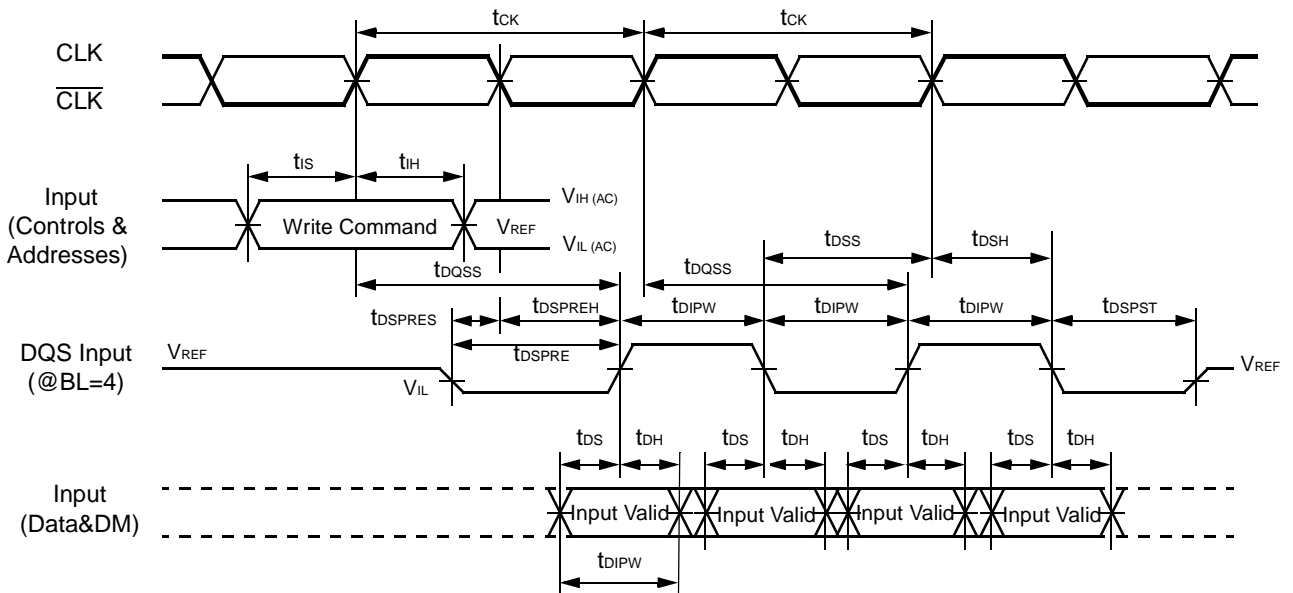 tCK tCK
CLK
CLK
tIS tIH
Input
(Controls &
Addresses)
Write Command
VIH (AC)
VREF
VIL (AC)
tDSS tDSH
tDQSS tDQSS
tDSPRES tDSPREH tDIPW tDIPW tDIPW tDSPST
tDSPRE
DQS Input
(@BL=4)
VREF
VIL
VREF
tDS tDH tDS tDH tDS tDH tDS tDH
Input
(Data&DM)
Input Valid Input Valid Input Valid Input Valid
tDIPW